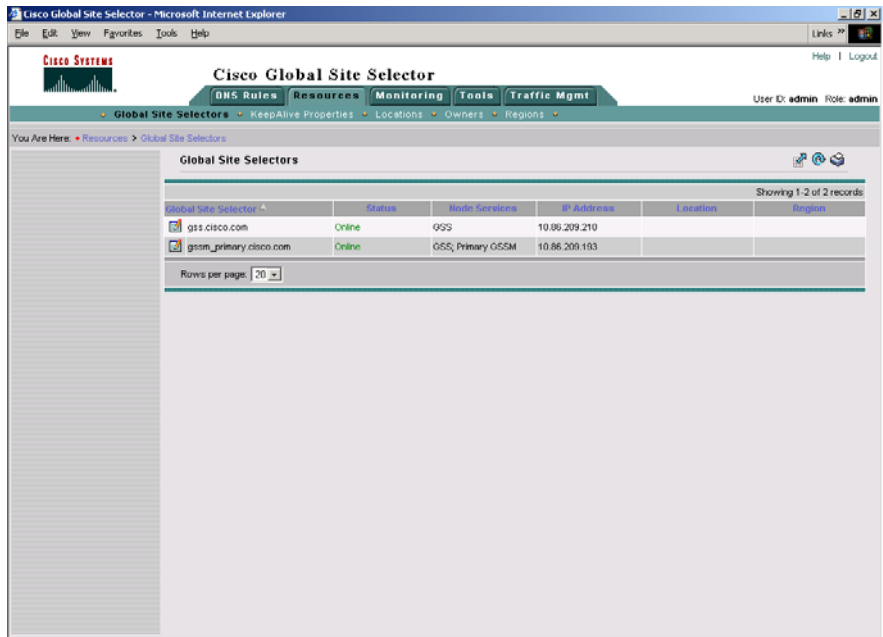 Cisco Global Site Selector - Microsoft Internet Explorer
File Edit View Favorites Tools Help Links »
CISCO SYSTEMS
Help | Logout
Cisco Global Site Selector
DNS Rules Resources Monitoring Tools Traffic Mgmt
User ID: admin Role: admin
Global Site Selectors KeepAlive Properties Locations Owners Regions
You Are Here: Resources > Global Site Selectors
Global Site Selectors
Showing 1-2 of 2 records
Global Site Selector Status Node Services IP Address Location Region
gss.cisco.com Online GSS 10.86.209.210
gssm_primary.cisco.com Online GSS; Primary GSSM 10.86.209.193
Rows per page: 20